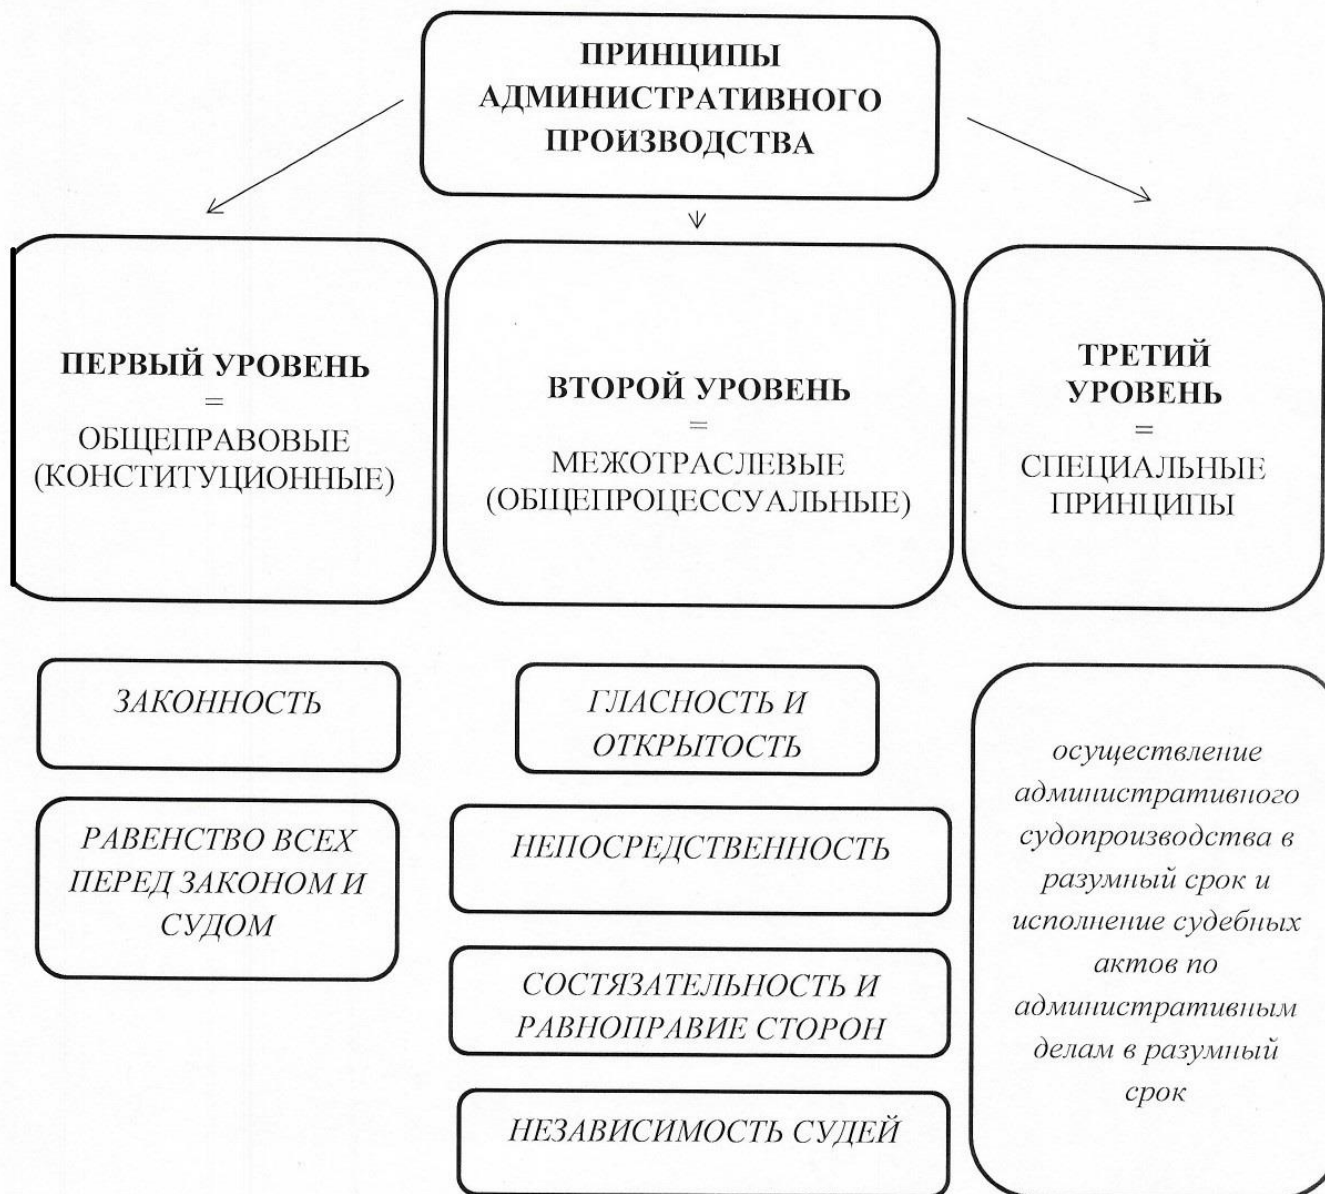 ПРИНЦИПЫ
АДМИНИСТРАТИВНОГО
ПРОИЗВОДСТВА
ПЕРВЫЙ УРОВЕНЬ
=
ОБЩЕПРАВОВЫЕ
(КОНСТИТУЦИОННЫЕ)
ВТОРОЙ УРОВЕНЬ
=
МЕЖОТРАСЛЕВЫЕ
(ОБЩЕПРОЦЕССУАЛЬНЫЕ)
ТРЕТИЙ
УРОВЕНЬ
=
СПЕЦИАЛЬНЫЕ
ПРИНЦИПЫ
ЗАКОННОСТЬ
РАВЕНСТВО ВСЕХ
ПЕРЕД ЗАКОНОМ И
СУДОМ
ГЛАСНОСТЬ И
ОТКРЫТОСТЬ
НЕПОСРЕДСТВЕННОСТЬ
СОСТЯЗАТЕЛЬНОСТЬ И
РАВНОПРАВИЕ СТОРОН
НЕЗАВИСИМОСТЬ СУДЕЙ
осуществление
административного
судопроизводства в
разумный срок и
исполнение судебных
актов по
административным
делам в разумный
срок